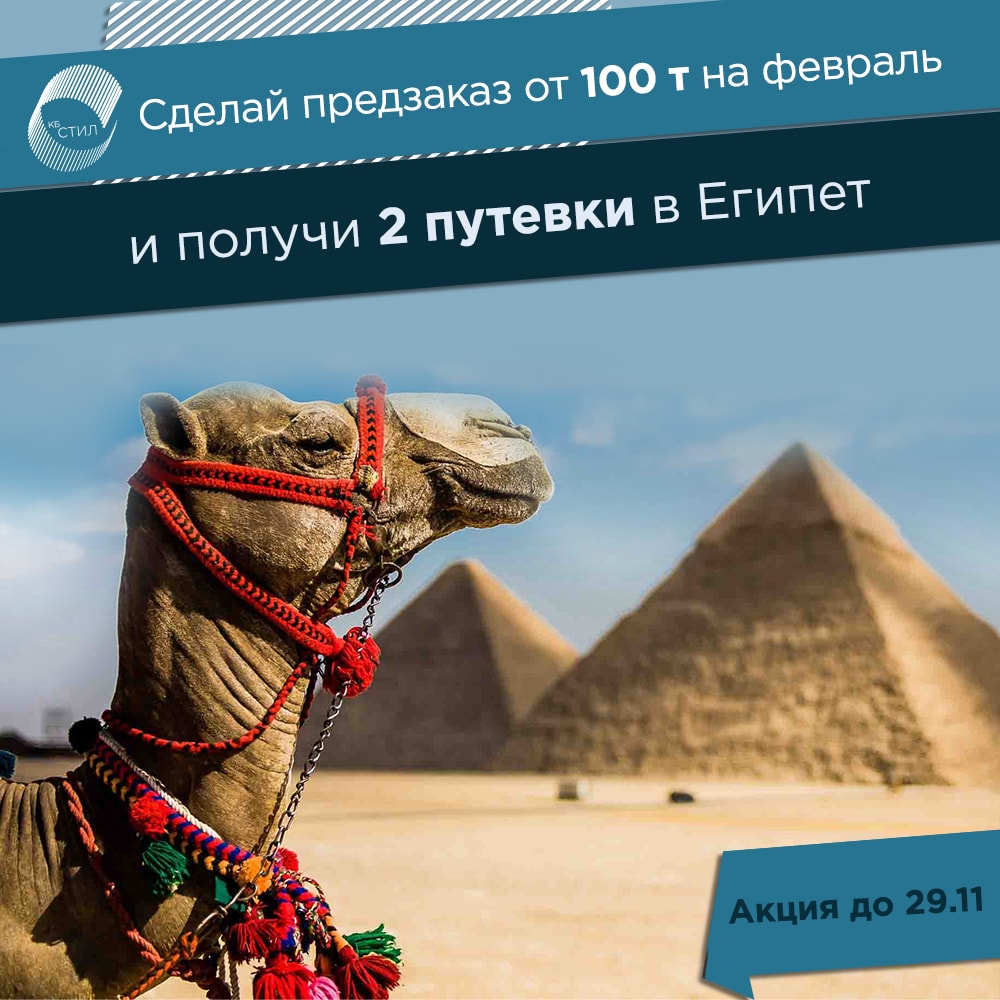 КБ
СТИЛ
Сделай предзаказ от 100 т на февраль
и получи 2 путевки в Египет
Акция до 29.11